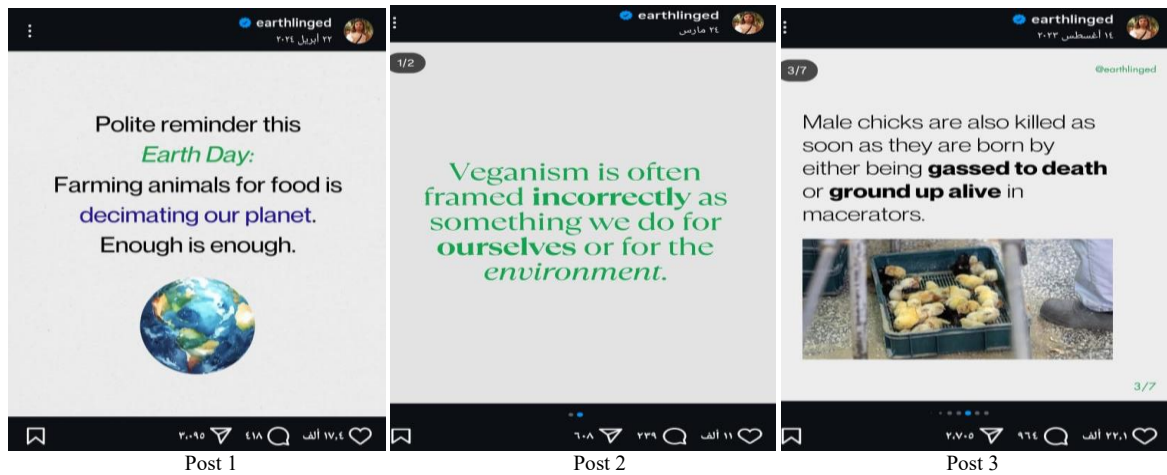 earthlinged
٢٢ أبريل ٢٠٢٤
Polite reminder this
Earth Day:
Farming animals for food is
decimating our planet.
Enough is enough.
١٧,٤ ألف
٤١٨
٣,٠٩٥
Post 1
earthlinged
٢٤ مارس
1/2
Veganism is often
framed incorrectly as
something we do for
ourselves or for the
environment.
١١ ألف
٢٣٩
٦٠٨
Post 2
earthlinged
١٤ أغسطس ٢٠٢٣
3/7
@earthlinged
Male chicks are also killed as
soon as they are born by
either being gassed to death
or ground up alive in
macerators.
3/7
٢٢,١ ألف
٩٦٤
٢,٧٠٥
Post 3